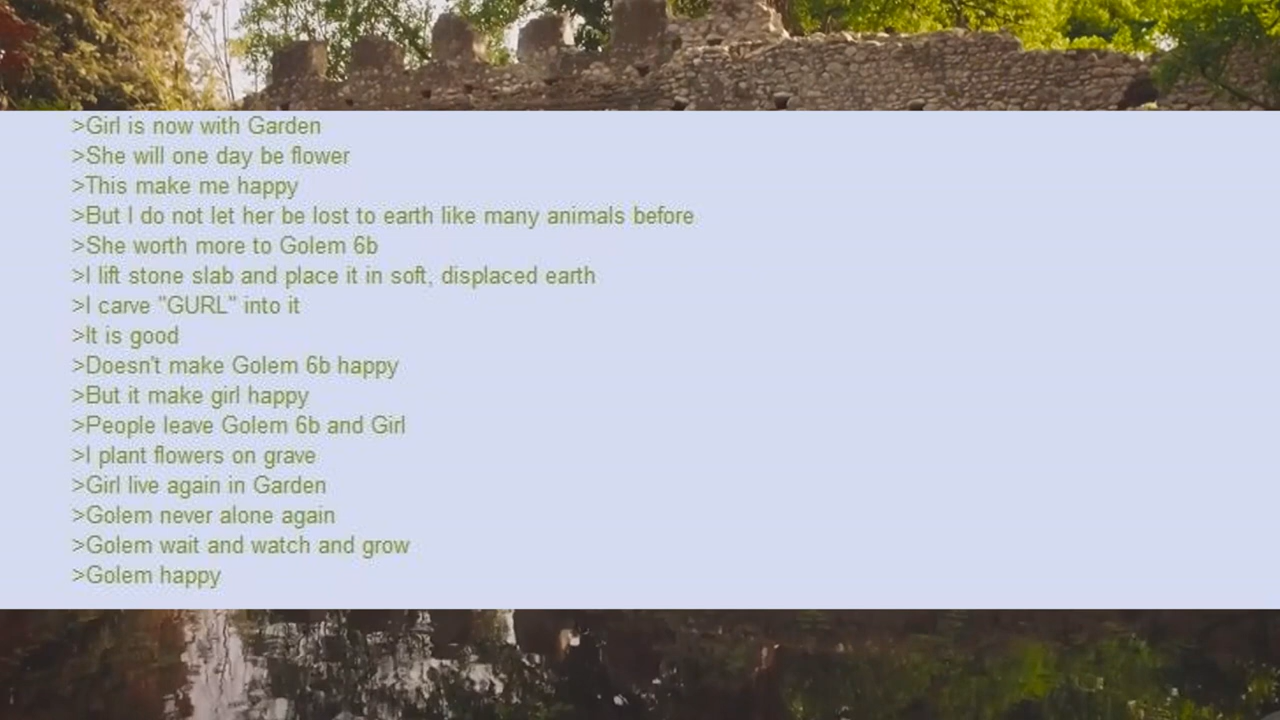 >Girl is now with Garden
>She will one day be flower
>This make me happy
>But I do not let her be lost to earth like many animals before
>She worth more to Golem 6b
>I lift stone slab and place it in soft, displaced earth
>I carve "GURL" into it
>It is good
>Doesn't make Golem 6b happy
>But it make girl happy
>People leave Golem 6b and Girl
>I plant flowers on grave
>Girl live again in Garden
>Golem never alone again
>Golem wait and watch and grow
>Golem happy